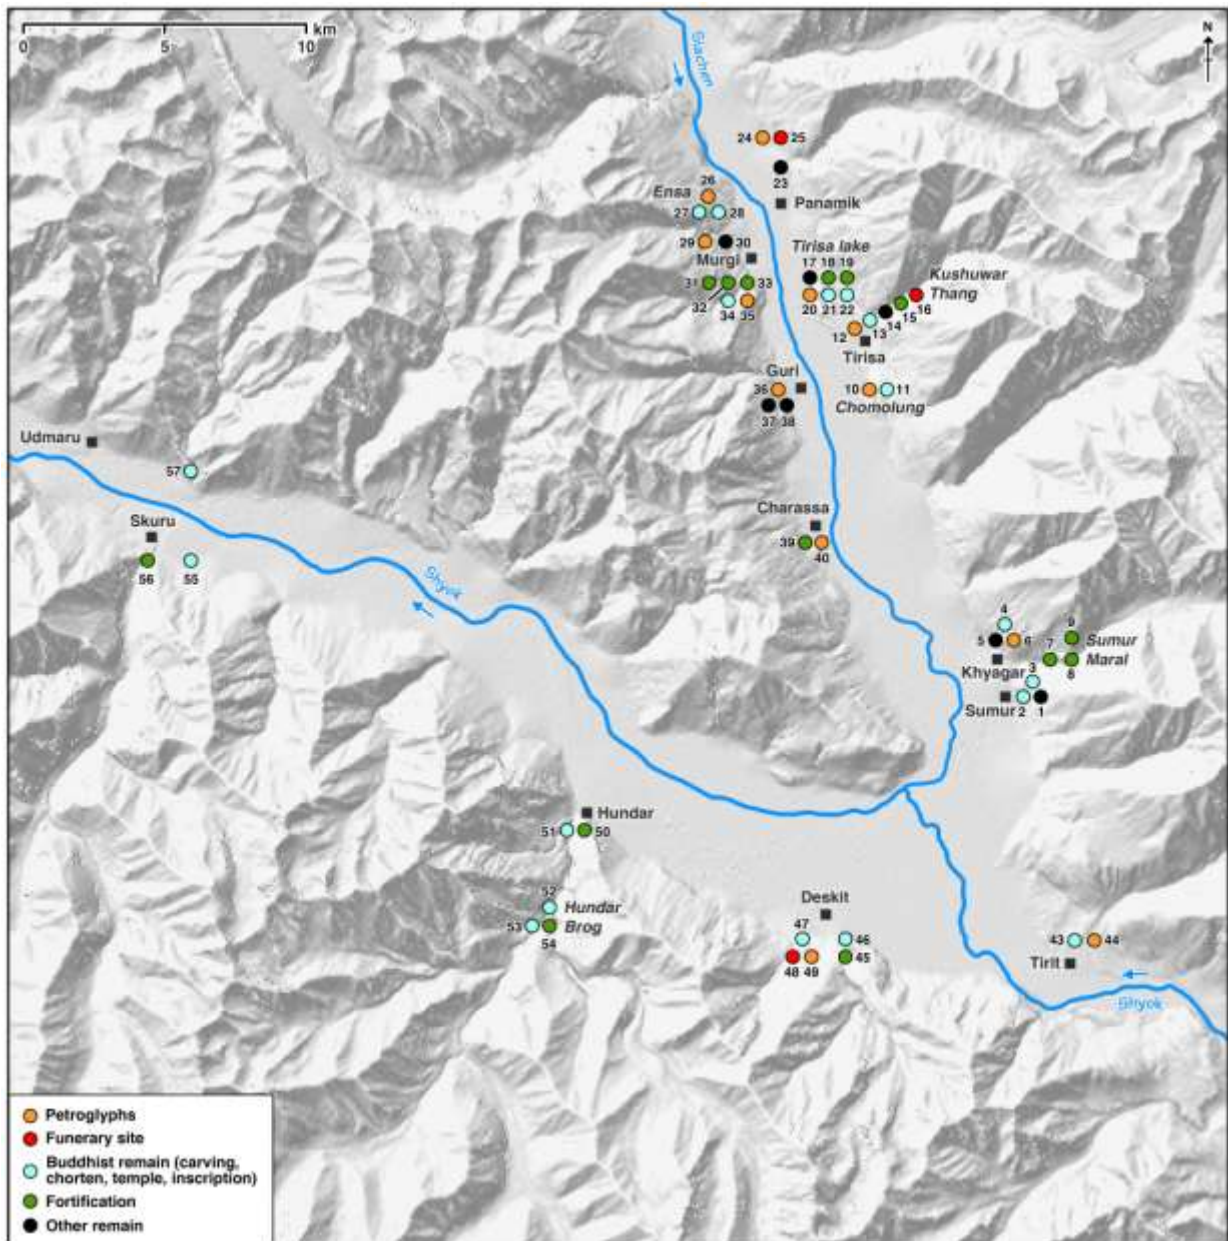 0 5 10 km
N
Siachen
24 25
23
Panamik
26
Ensa
27 28
29 30
Murgi
31 33
32 34 35
Tirisa lake
17 18 19
20 21 22
Kushuwar
Thang
16
15
14
13
12
Tirisa
10 11
Chomolung
Guri
36
37 38
Udmaru
57
Skuru
56 55
Shyok
Charassa
39 40
4
5 6
9
Sumur
Maral
7 8
Khyagar
3
Sumur 2 1
Hundar
51 50
52
Hundar
Brog
53
54
Deskit
47 46
48 49 45
43 44
Tirit
Shyok
Petroglyphs
Funerary site
Buddhist remain (carving,
chorten, temple, inscription)
Fortification
Other remain